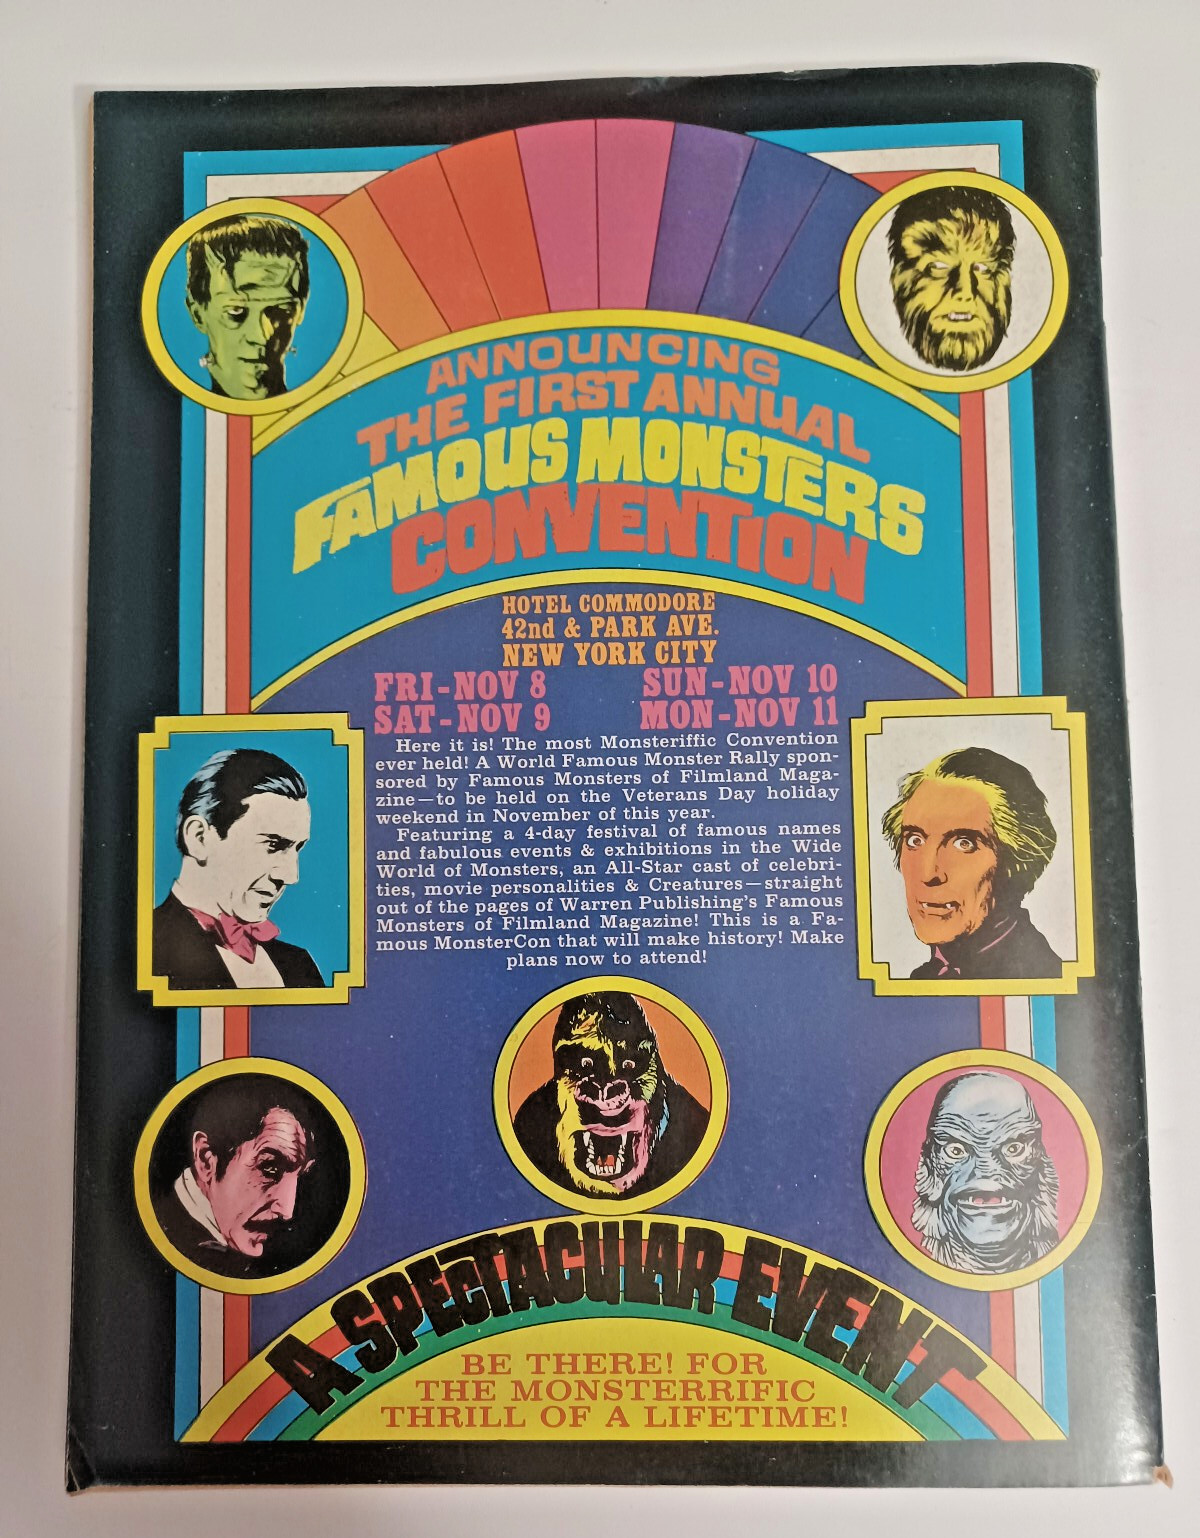 ANNOUNCING
THE FIRST ANNUAL
FAMOUS MONSTERS
CONVENTION
HOTEL COMMODORE
42nd & PARK AVE.
NEW YORK CITY
FRI-NOV 8 SUN-NOV 10
SAT-NOV 9 MON-NOV 11
Here it is! The most Monsteriffic Convention
ever held! A World Famous Monster Rally spon-
sored by Famous Monsters of Filmland Maga-
zine—to be held on the Veterans Day holiday
weekend in November of this year.
Featuring a 4-day festival of famous names
and fabulous events & exhibitions in the Wide
World of Monsters, an All-Star cast of celebri-
ties, movie personalities & Creatures—straight
out of the pages of Warren Publishing's Famous
Monsters of Filmland Magazine! This is a Fa-
mous MonsterCon that will make history! Make
plans now to attend!
A SPECTACULAR EVENT
BE THERE! FOR
THE MONSTERRIFIC
THRILL OF A LIFETIME!